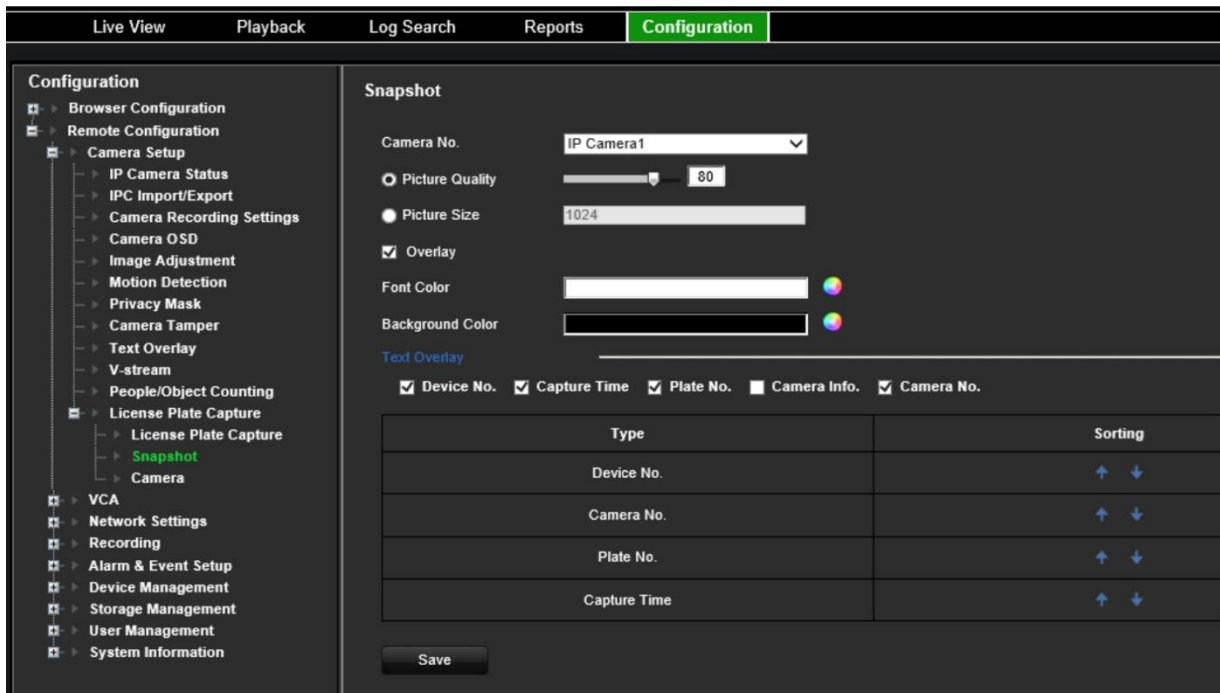 Live View Playback Log Search Reports Configuration
Configuration
Browser Configuration
Remote Configuration
Camera Setup
IP Camera Status
IPC Import/Export
Camera Recording Settings
Camera OSD
Image Adjustment
Motion Detection
Privacy Mask
Camera Tamper
Text Overlay
V-stream
People/Object Counting
License Plate Capture
License Plate Capture
Snapshot
Camera
VCA
Network Settings
Recording
Alarm & Event Setup
Device Management
Storage Management
User Management
System Information
Snapshot
Camera No. IP Camera1
Picture Quality 80
Picture Size 1024
Overlay
Font Color
Background Color
Text Overlay
Device No. Capture Time Plate No. Camera Info. Camera No.
Type Sorting
Device No.
Camera No.
Plate No.
Capture Time
Save